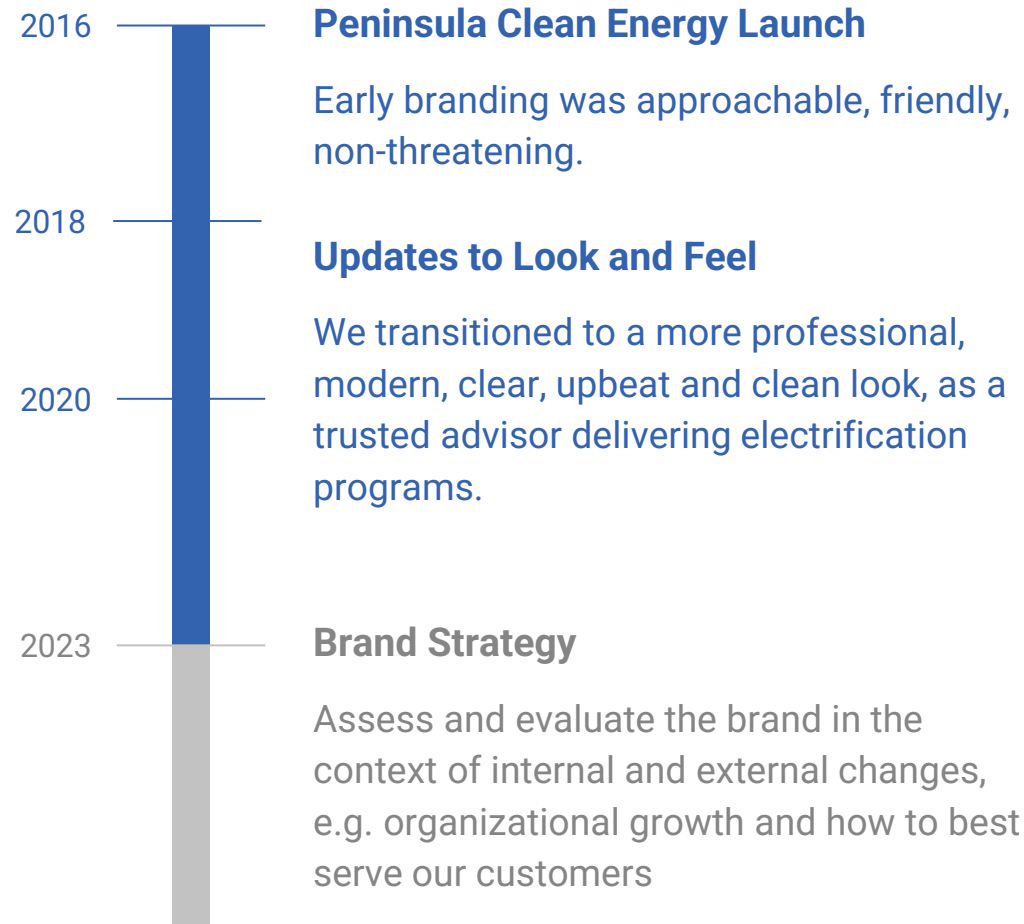 2016
Peninsula Clean Energy Launch
Early branding was approachable, friendly,
non-threatening.
2018
Updates to Look and Feel
We transitioned to a more professional,
modern, clear, upbeat and clean look, as a
2020
trusted advisor delivering electrification
programs.
2023
Brand Strategy
Assess and evaluate the brand in the
context of internal and external changes,
e.g. organizational growth and how to best
serve our customers